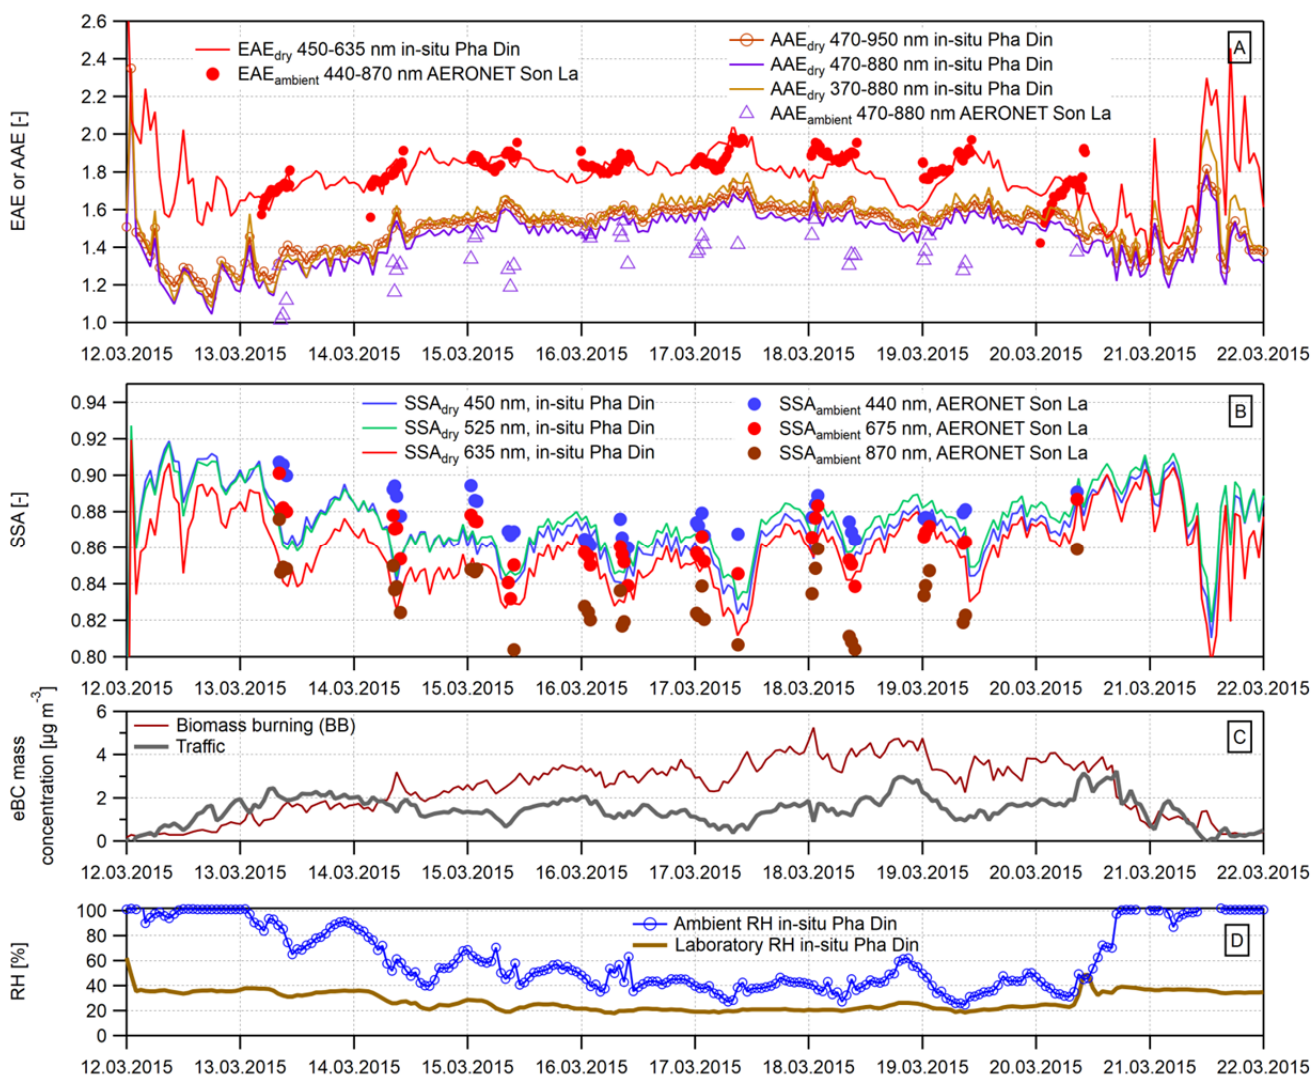 2.6
2.4
2.2
2.0
1.8
1.6
1.4
1.2
1.0
EAE or AAE [-]
EAEdry 450-635 nm in-situ Pha Din
EAEambient 440-870 nm AERONET Son La
AAEdry 470-950 nm in-situ Pha Din
AAEdry 470-880 nm in-situ Pha Din
AAEdry 370-880 nm in-situ Pha Din
AAEambient 470-880 nm AERONET Son La
A
12.03.2015 13.03.2015 14.03.2015 15.03.2015 16.03.2015 17.03.2015 18.03.2015 19.03.2015 20.03.2015 21.03.2015 22.03.2015
0.94
0.92
0.90
0.88
0.86
0.84
0.82
0.80
SSA [-]
SSAdry 450 nm, in-situ Pha Din
SSAdry 525 nm, in-situ Pha Din
SSAdry 635 nm, in-situ Pha Din
SSAambient 440 nm, AERONET Son La
SSAambient 675 nm, AERONET Son La
SSAambient 870 nm, AERONET Son La
B
12.03.2015 13.03.2015 14.03.2015 15.03.2015 16.03.2015 17.03.2015 18.03.2015 19.03.2015 20.03.2015 21.03.2015 22.03.2015
6
4
2
0
eBC mass
concentration [µg m-3]
Biomass burning (BB)
Traffic
C
12.03.2015 13.03.2015 14.03.2015 15.03.2015 16.03.2015 17.03.2015 18.03.2015 19.03.2015 20.03.2015 21.03.2015 22.03.2015
100
80
60
40
20
0
RH [%]
Ambient RH in-situ Pha Din
Laboratory RH in-situ Pha Din
D
12.03.2015 13.03.2015 14.03.2015 15.03.2015 16.03.2015 17.03.2015 18.03.2015 19.03.2015 20.03.2015 21.03.2015 22.03.2015